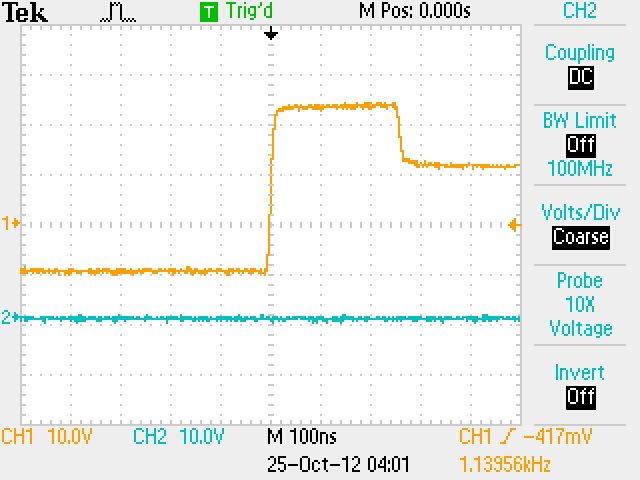 Tek T Trig'd M Pos: 0.000s CH2
Coupling
DC
BW Limit
Off
100MHz
Volts/Div
Coarse
Probe
10X
Voltage
Invert
Off
1
2
CH1 10.0V CH2 10.0V M 100ns CH1 -417mV
25-Oct-12 04:01 1.13956kHz